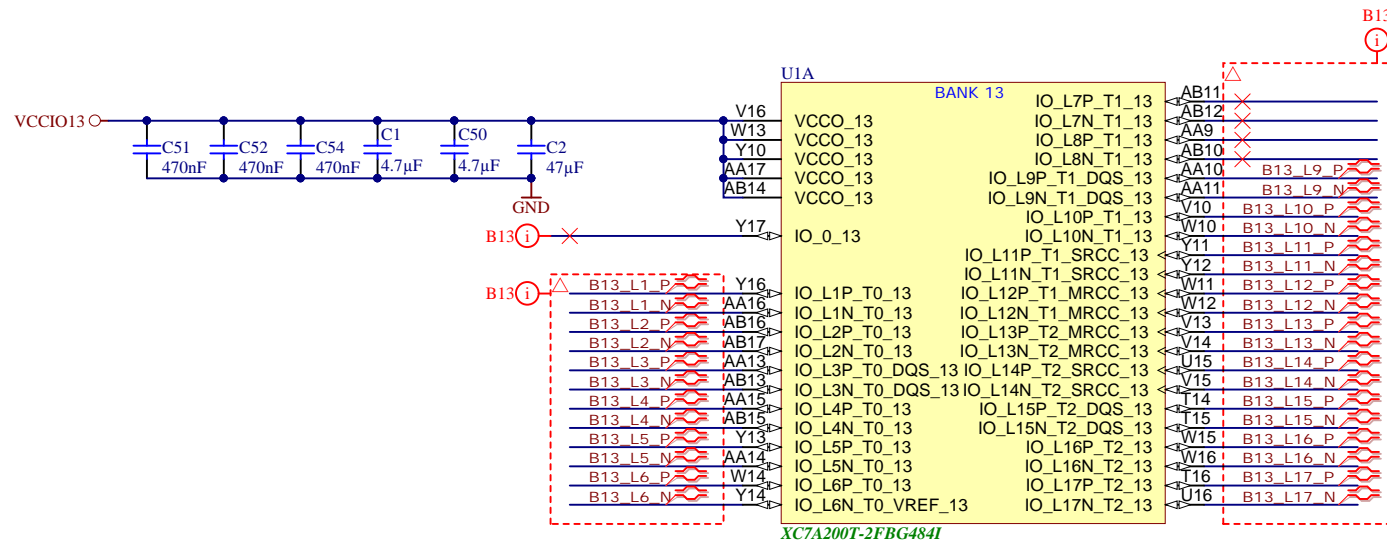 B13
i
U1A
BANK 13
VCCIO13
C51
470nF
C52
470nF
C54
470nF
C1
4.7µF
C50
4.7µF
C2
47µF
GND
V16 VCCO_13
W13 VCCO_13
Y10 VCCO_13
AA17 VCCO_13
AB14 VCCO_13
B13 i Y17 IO_0_13
B13 i
B13_L1_P Y16 IO_L1P_T0_13
B13_L1_N AA16 IO_L1N_T0_13
B13_L2_P AB16 IO_L2P_T0_13
B13_L2_N AB17 IO_L2N_T0_13
B13_L3_P AA13 IO_L3P_T0_DQS_13
B13_L3_N AB13 IO_L3N_T0_DQS_13
B13_L4_P AA15 IO_L4P_T0_13
B13_L4_N AB15 IO_L4N_T0_13
B13_L5_P Y13 IO_L5P_T0_13
B13_L5_N AA14 IO_L5N_T0_13
B13_L6_P W14 IO_L6P_T0_13
B13_L6_N Y14 IO_L6N_T0_VREF_13
IO_L7P_T1_13 AB11
IO_L7N_T1_13 AB12
IO_L8P_T1_13 AA9
IO_L8N_T1_13 AB10
IO_L9P_T1_DQS_13 AA10 B13_L9_P
IO_L9N_T1_DQS_13 AA11 B13_L9_N
IO_L10P_T1_13 V10 B13_L10_P
IO_L10N_T1_13 W10 B13_L10_N
IO_L11P_T1_SRCC_13 Y11 B13_L11_P
IO_L11N_T1_SRCC_13 Y12 B13_L11_N
IO_L12P_T1_MRCC_13 W11 B13_L12_P
IO_L12N_T1_MRCC_13 W12 B13_L12_N
IO_L13P_T2_MRCC_13 V13 B13_L13_P
IO_L13N_T2_MRCC_13 V14 B13_L13_N
IO_L14P_T2_SRCC_13 U15 B13_L14_P
IO_L14N_T2_SRCC_13 V15 B13_L14_N
IO_L15P_T2_DQS_13 T14 B13_L15_P
IO_L15N_T2_DQS_13 T15 B13_L15_N
IO_L16P_T2_13 W15 B13_L16_P
IO_L16N_T2_13 W16 B13_L16_N
IO_L17P_T2_13 T16 B13_L17_P
IO_L17N_T2_13 U16 B13_L17_N
XC7A200T-2FBG484I